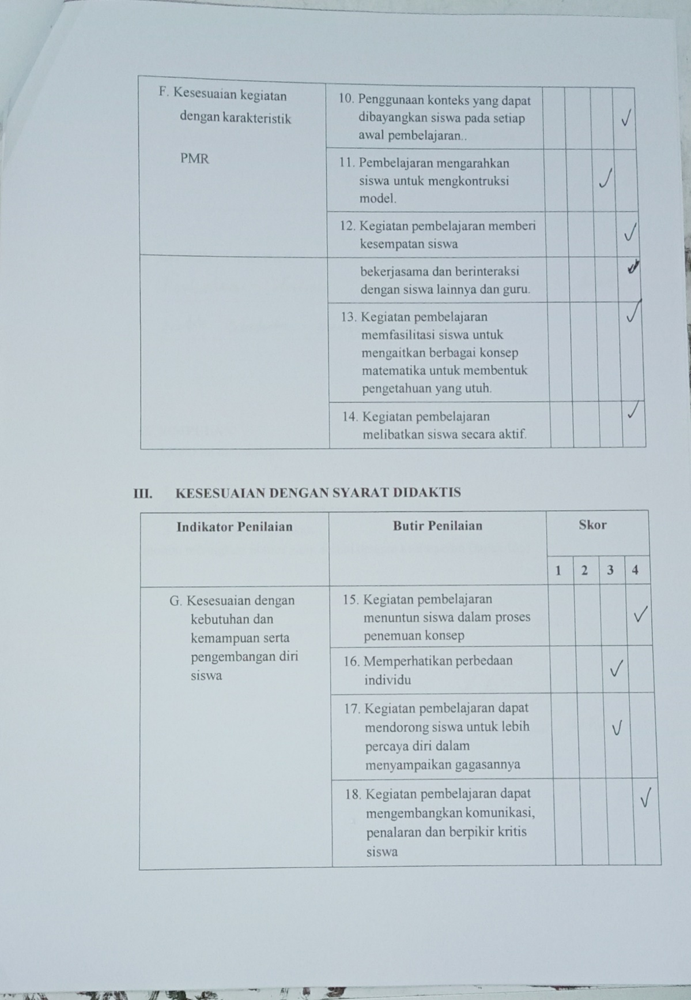 F. Kesesuaian kegiatan
dengan karakteristik
PMR
10. Penggunaan konteks yang dapat
dibayangkan siswa pada setiap
awal pembelajaran..
✓
11. Pembelajaran mengarahkan
siswa untuk mengkontruksi
model.
✓
12. Kegiatan pembelajaran memberi
kesempatan siswa
✓
bekerjasama dan berinteraksi
dengan siswa lainnya dan guru.
13. Kegiatan pembelajaran
memfasilitasi siswa untuk
mengaitkan berbagai konsep
matematika untuk membentuk
pengetahuan yang utuh.
✓
14. Kegiatan pembelajaran
melibatkan siswa secara aktif.
✓
III. KESESUAIAN DENGAN SYARAT DIDAKTIS
Indikator Penilaian
Butir Penilaian
Skor
1 2 3 4
G. Kesesuaian dengan
kebutuhan dan
kemampuan serta
pengembangan diri
siswa
15. Kegiatan pembelajaran
menuntun siswa dalam proses
penemuan konsep
✓
16. Memperhatikan perbedaan
individu
✓
17. Kegiatan pembelajaran dapat
mendorong siswa untuk lebih
percaya diri dalam
menyampaikan gagasannya
✓
18. Kegiatan pembelajaran dapat
mengembangkan komunikasi,
penalaran dan berpikir kritis
siswa
✓